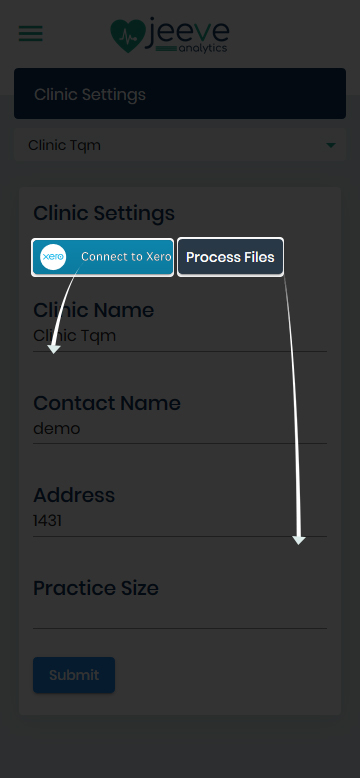 jeeve
analytics
Clinic Settings
Clinic Tqm
Clinic Settings
xero Connect to Xero Process Files
Clinic Name
Clinic Tqm
Contact Name
demo
Address
1431
Practice Size
Submit